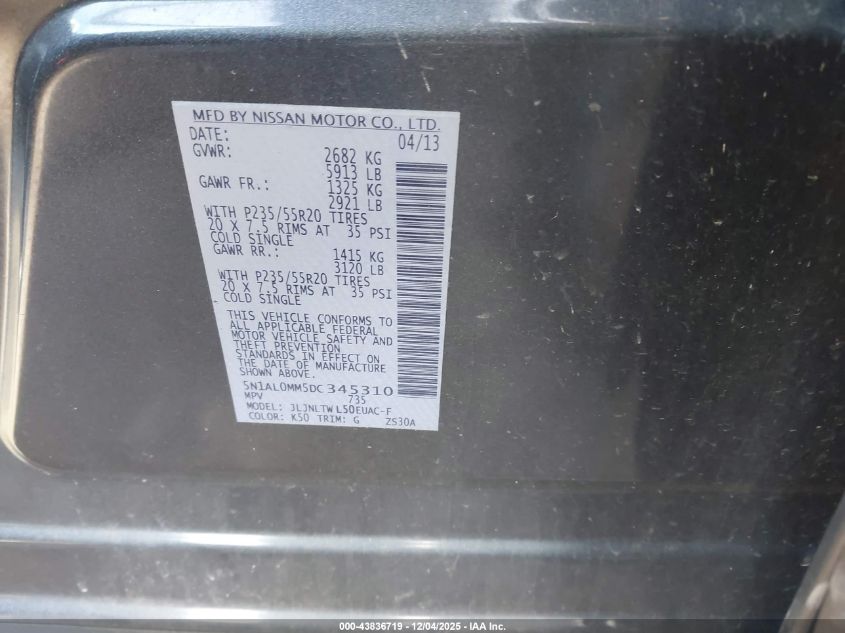 MFD BY NISSAN MOTOR CO., LTD.
DATE: 04/13
GVWR: 2682 KG
5913 LB
GAWR FR.: 1325 KG
2921 LB
WITH P235/55R20 TIRES
20 X 7.5 RIMS AT 35 PSI
COLD SINGLE
GAWR RR.: 1415 KG
3120 LB
WITH P235/55R20 TIRES
20 X 7.5 RIMS AT 35 PSI
COLD SINGLE
THIS VEHICLE CONFORMS TO
ALL APPLICABLE FEDERAL
MOTOR VEHICLE SAFETY AND
THEFT PREVENTION
STANDARDS IN EFFECT ON
THE DATE OF MANUFACTURE
SHOWN ABOVE.
5N1AL0MM5DC345310
MPV 735
MODEL: JLJNLTWL50EUAC-F
COLOR: K50 TRIM: G ZS30A
000-43836719 - 12/04/2025 - IAA Inc.